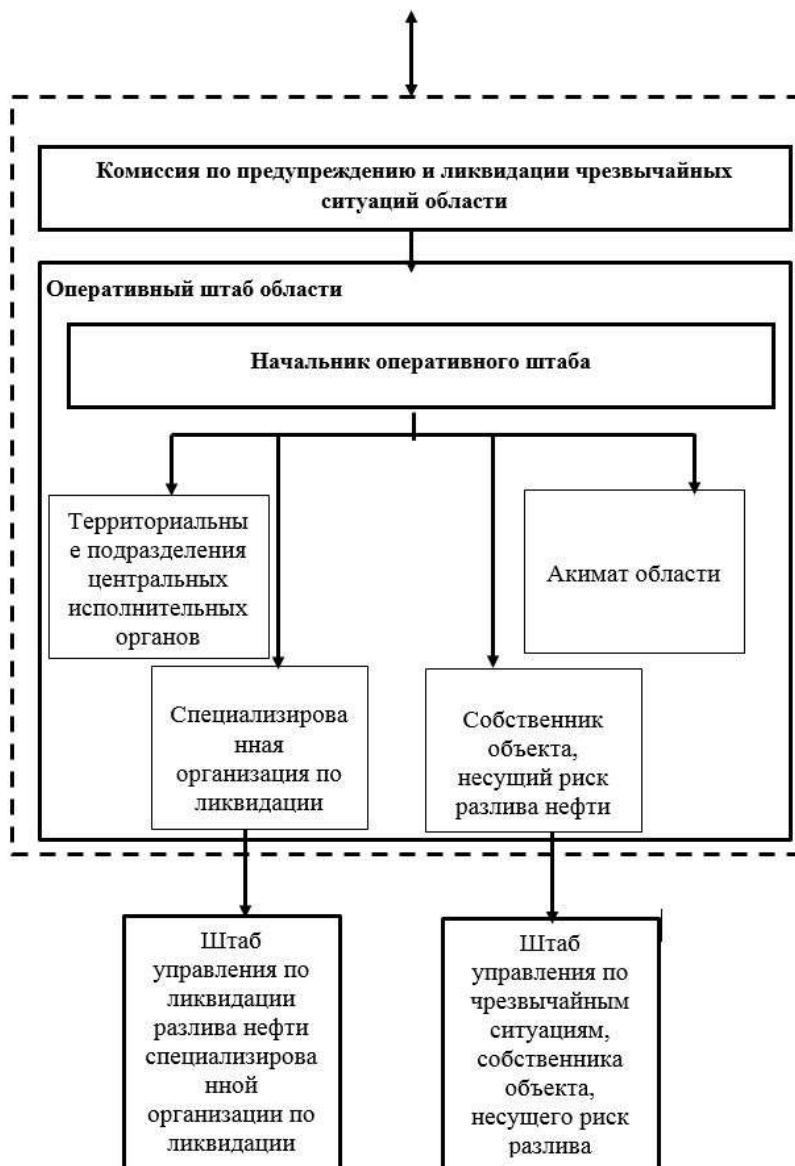 Комиссия по предупреждению и ликвидации чрезвычайных
ситуаций области
Оперативный штаб области
Начальник оперативного штаба
Территориальны
е подразделения
центральных
исполнительных
органов
Акимат области
Специализирова
нная
организация по
ликвидации
Собственник
объекта,
несущий риск
разлива нефти
Штаб
управления по
ликвидации
разлива нефти
специализирова
нной
организации по
ликвидации
Штаб
управления по
чрезвычайным
ситуациям,
собственника
объекта,
несущего риск
разлива